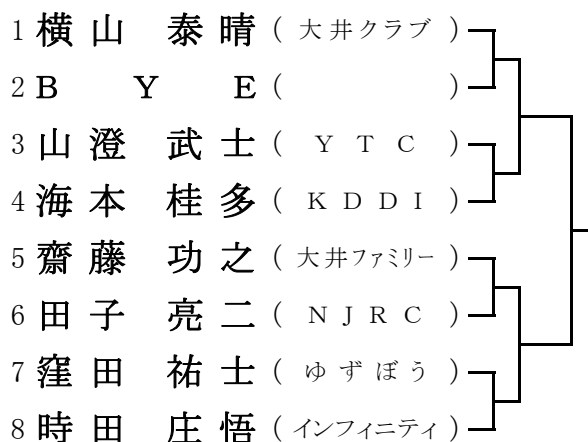 1 横山 泰晴 ( 大井クラブ )
2 B Y E ( )
3 山澄 武士 ( YTC )
4 海本 桂多 ( KDDI )
5 齋藤 功之 ( 大井ファミリー )
6 田子 亮二 ( NJRC )
7 窪田 祐士 ( ゆずぼう )
8 時田 庄悟 ( インフィニティ )